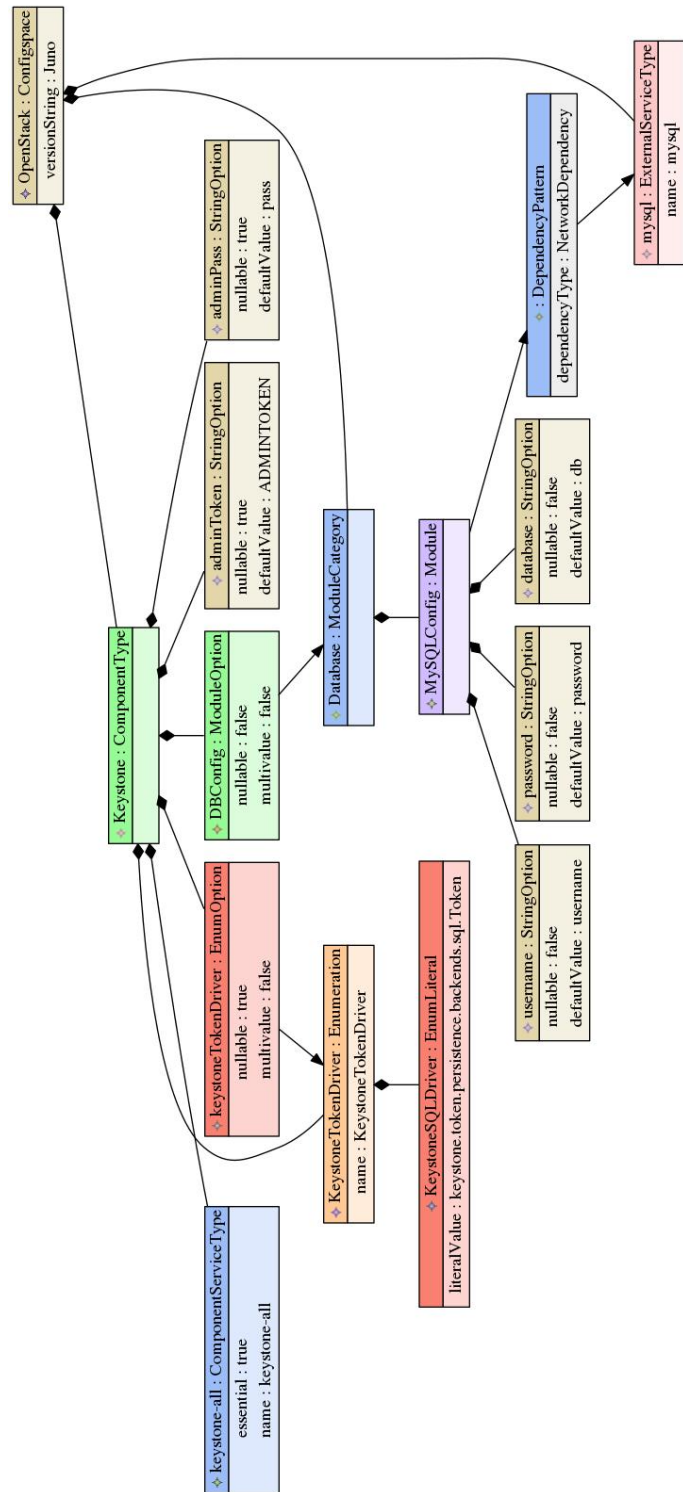 OpenStack : Configspace
versionString : Juno
Keystone : ComponentType
keystone-all : ComponentServiceType
essential : true
name : keystone-all
keystoneTokenDriver : EnumOption
nullable : true
multivalue : false
DBConfig : ModuleOption
nullable : false
multivalue : false
adminToken : StringOption
nullable : true
defaultValue : ADMINTOKEN
adminPass : StringOption
nullable : true
defaultValue : pass
KeystoneTokenDriver : Enumeration
name : KeystoneTokenDriver
Database : ModuleCategory
KeystoneSQLDriver : EnumLiteral
literalValue : keystone.token.persistence.backends.sql.Token
MySQLConfig : Module
username : StringOption
nullable : false
defaultValue : username
password : StringOption
nullable : false
defaultValue : password
database : StringOption
nullable : false
defaultValue : db
: DependencyPattern
dependencyType : NetworkDependency
mysql : ExternalServiceType
name : mysql